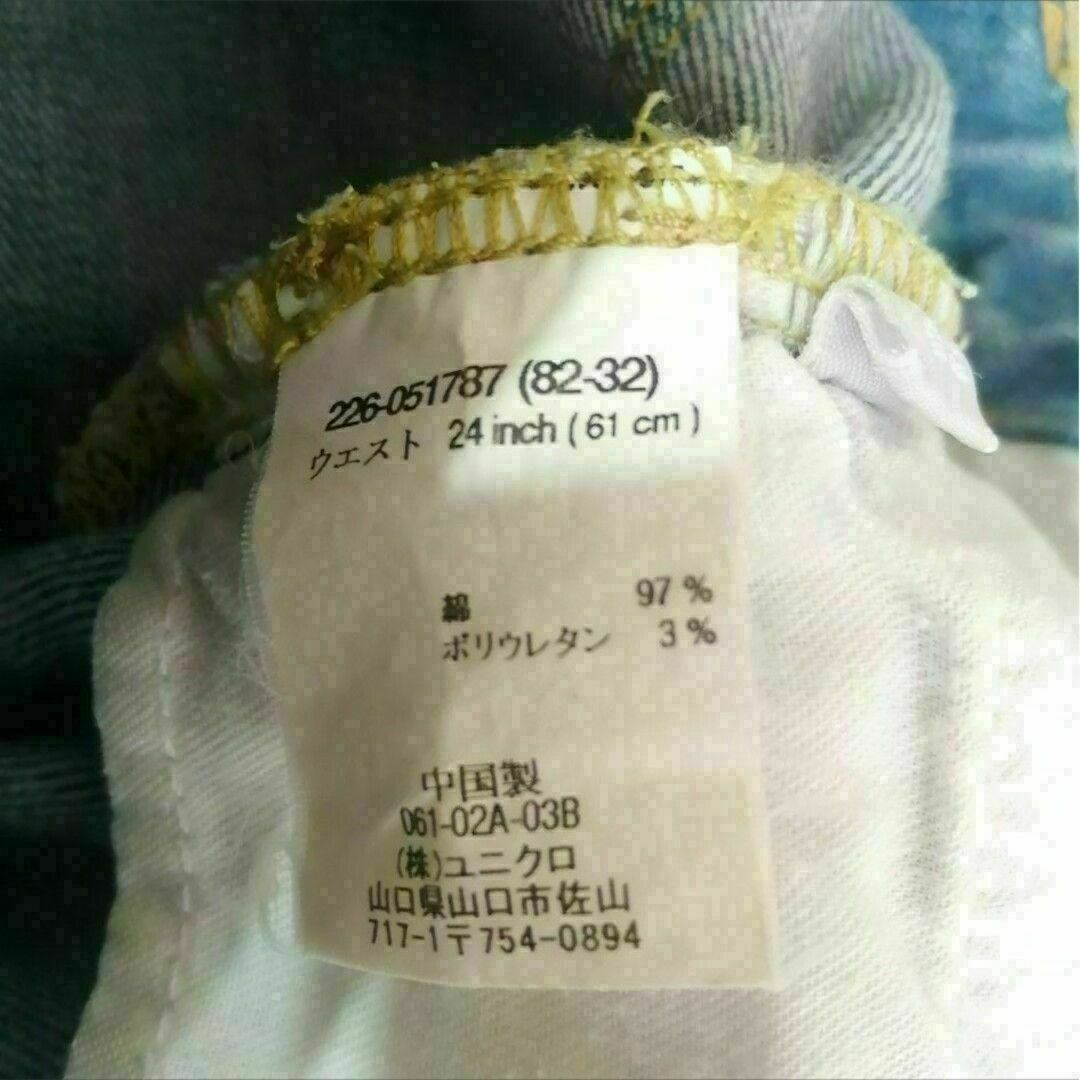 226-051787 (82-32)
ウエスト 24 inch ( 61 cm )
綿 97 %
ポリウレタン 3 %
中国製
061-02A-03B
(株)ユニクロ
山口県山口市佐山
717-1〒754-0894